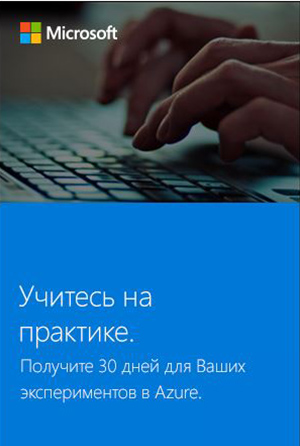 Microsoft
Учитесь на
практике.
Получите 30 дней для Ваших
экспериментов в Azure.